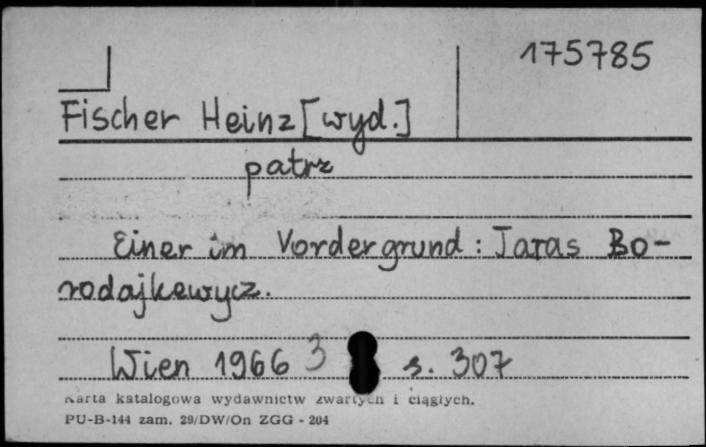 175785
Fischer Heinz [wyd.]
patrz
Einer im Vordergrund: Taras Bo-
rodajkewycz.
Wien 1966 3 s. 307
Karta katalogowa wydawnictw zwartych i ciągłych.
PU-B-144 zam. 29/DW/On ZGG - 204